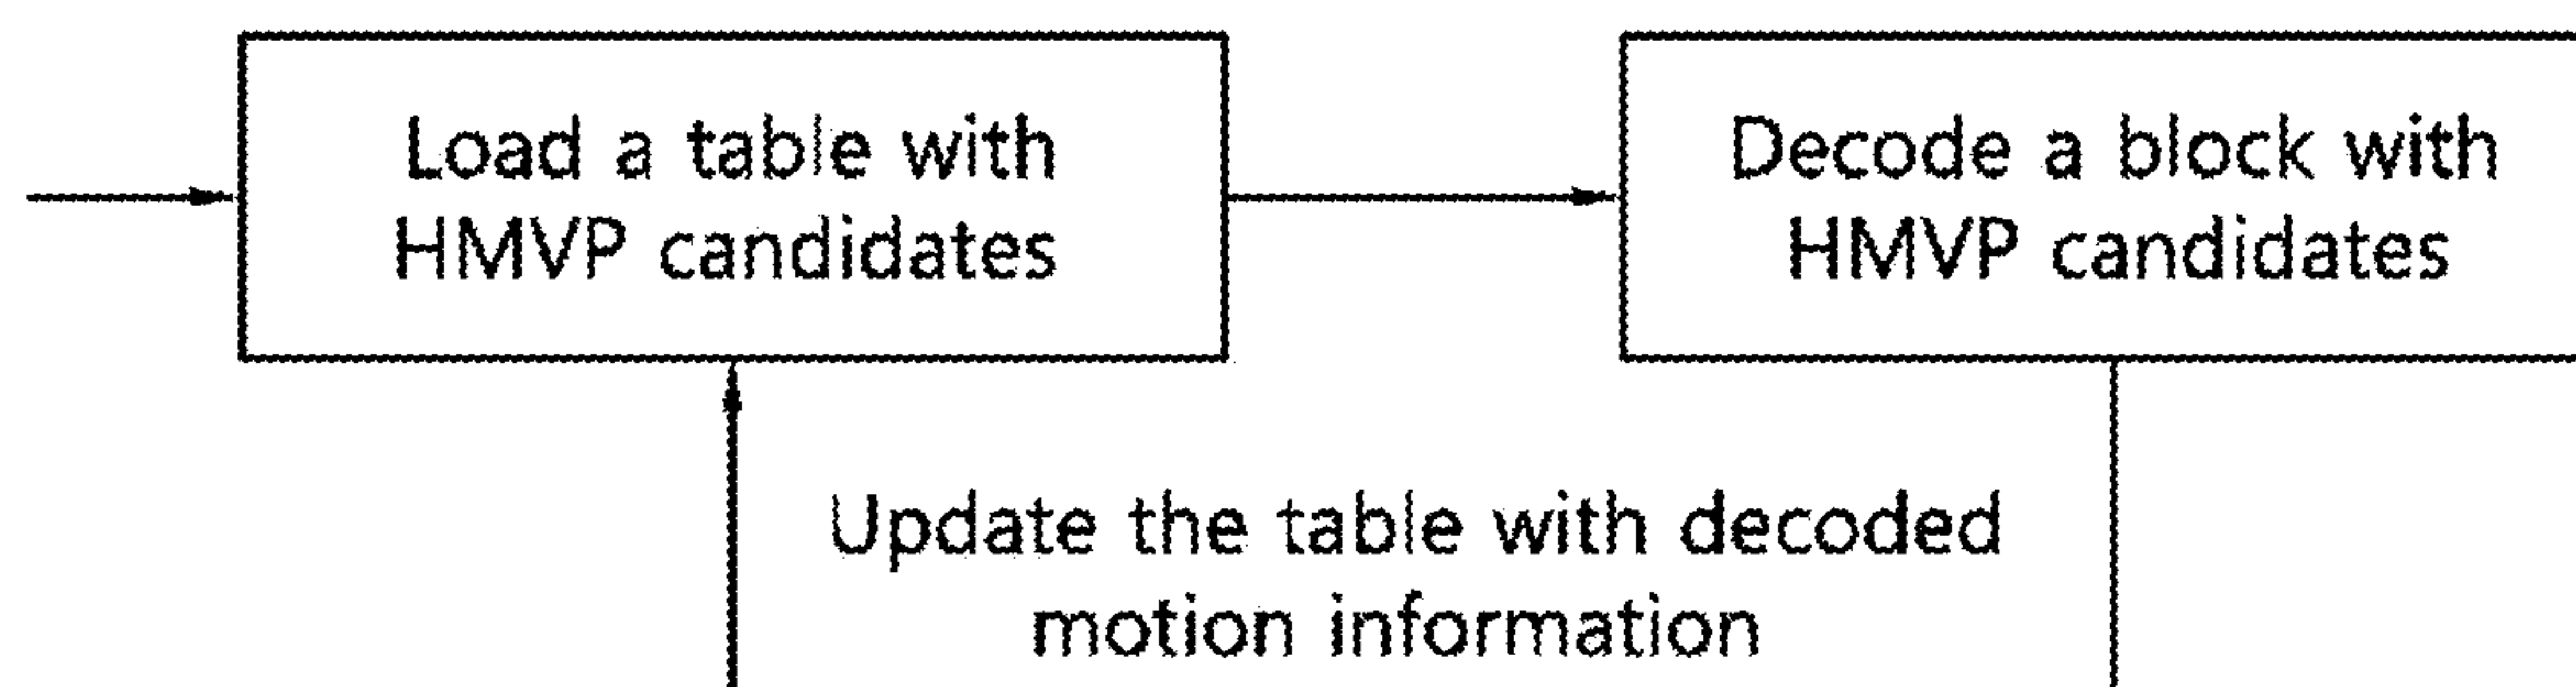 Load a table with
HMVP candidates
Decode a block with
HMVP candidates
Update the table with decoded
motion information